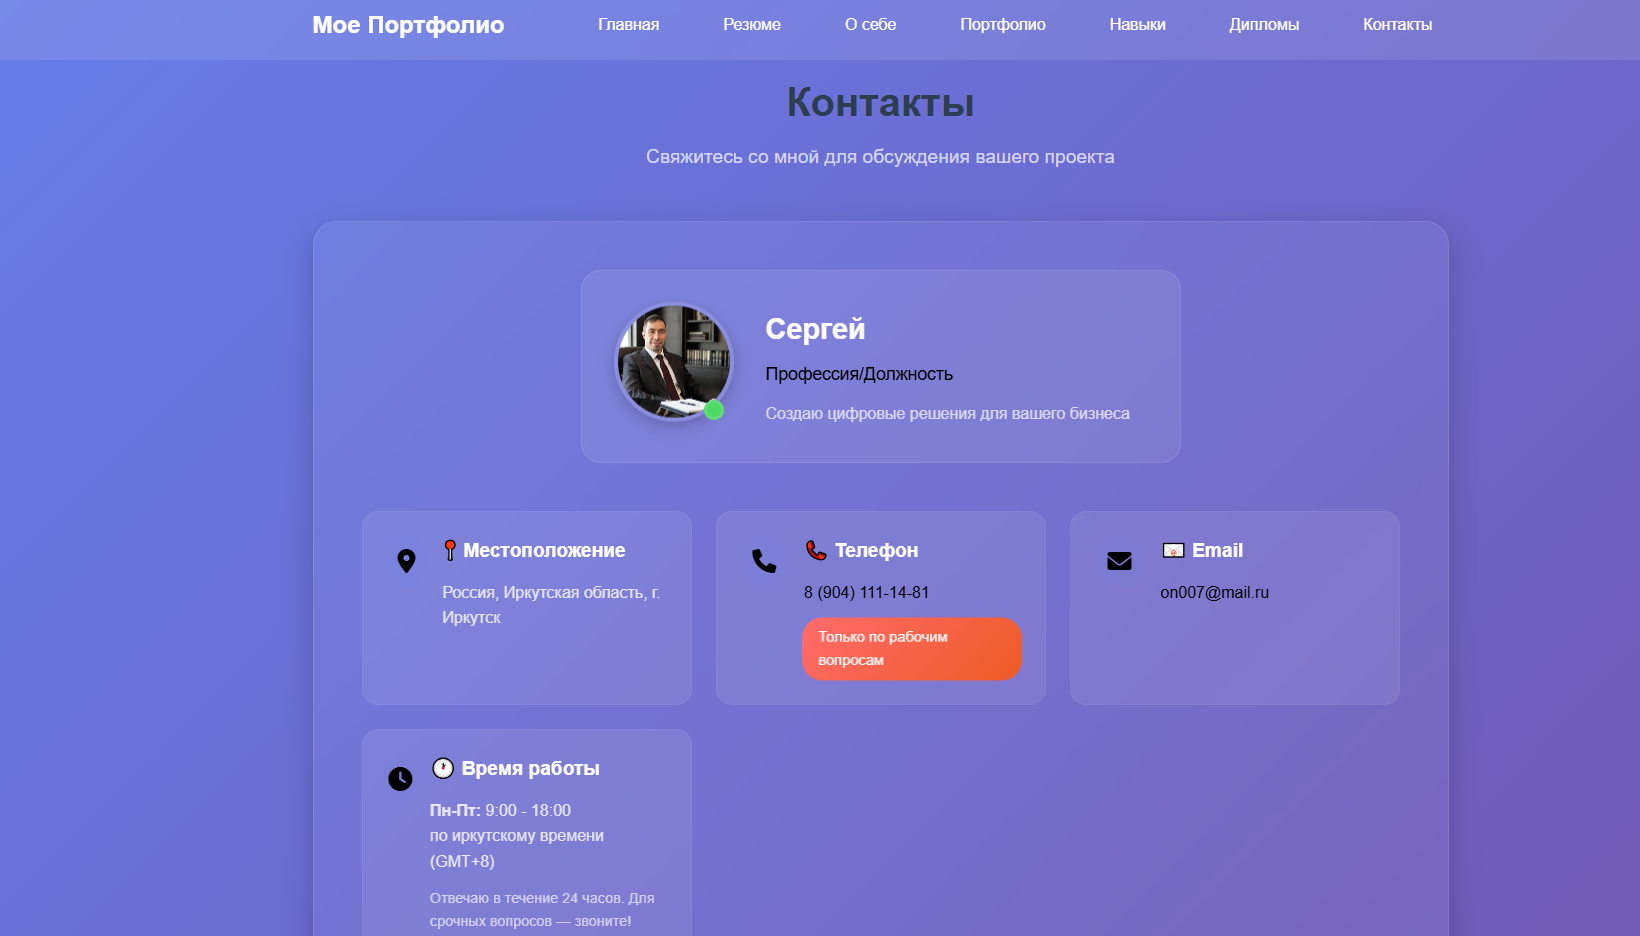 Мое Портфолио
Главная
Резюме
О себе
Портфолио
Навыки
Дипломы
Контакты
Контакты
Свяжитесь со мной для обсуждения вашего проекта
Сергей
Профессия/Должность
Создаю цифровые решения для вашего бизнеса
Местоположение
Россия, Иркутская область, г.
Иркутск
Телефон
8 (904) 111-14-81
Только по рабочим
вопросам
Email
on007@mail.ru
Время работы
Пн-Пт: 9:00 - 18:00
по иркутскому времени
(GMT+8)
Отвечаю в течение 24 часов. Для
срочных вопросов — звоните!